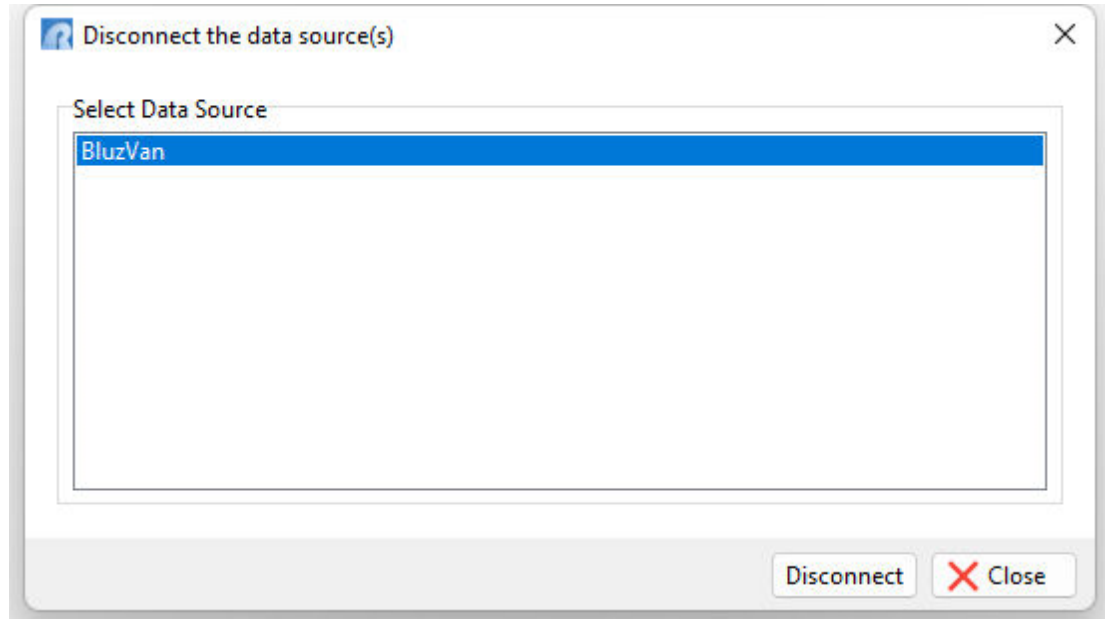 Disconnect the data source(s)
Select Data Source
BluzVan
Disconnect
Close